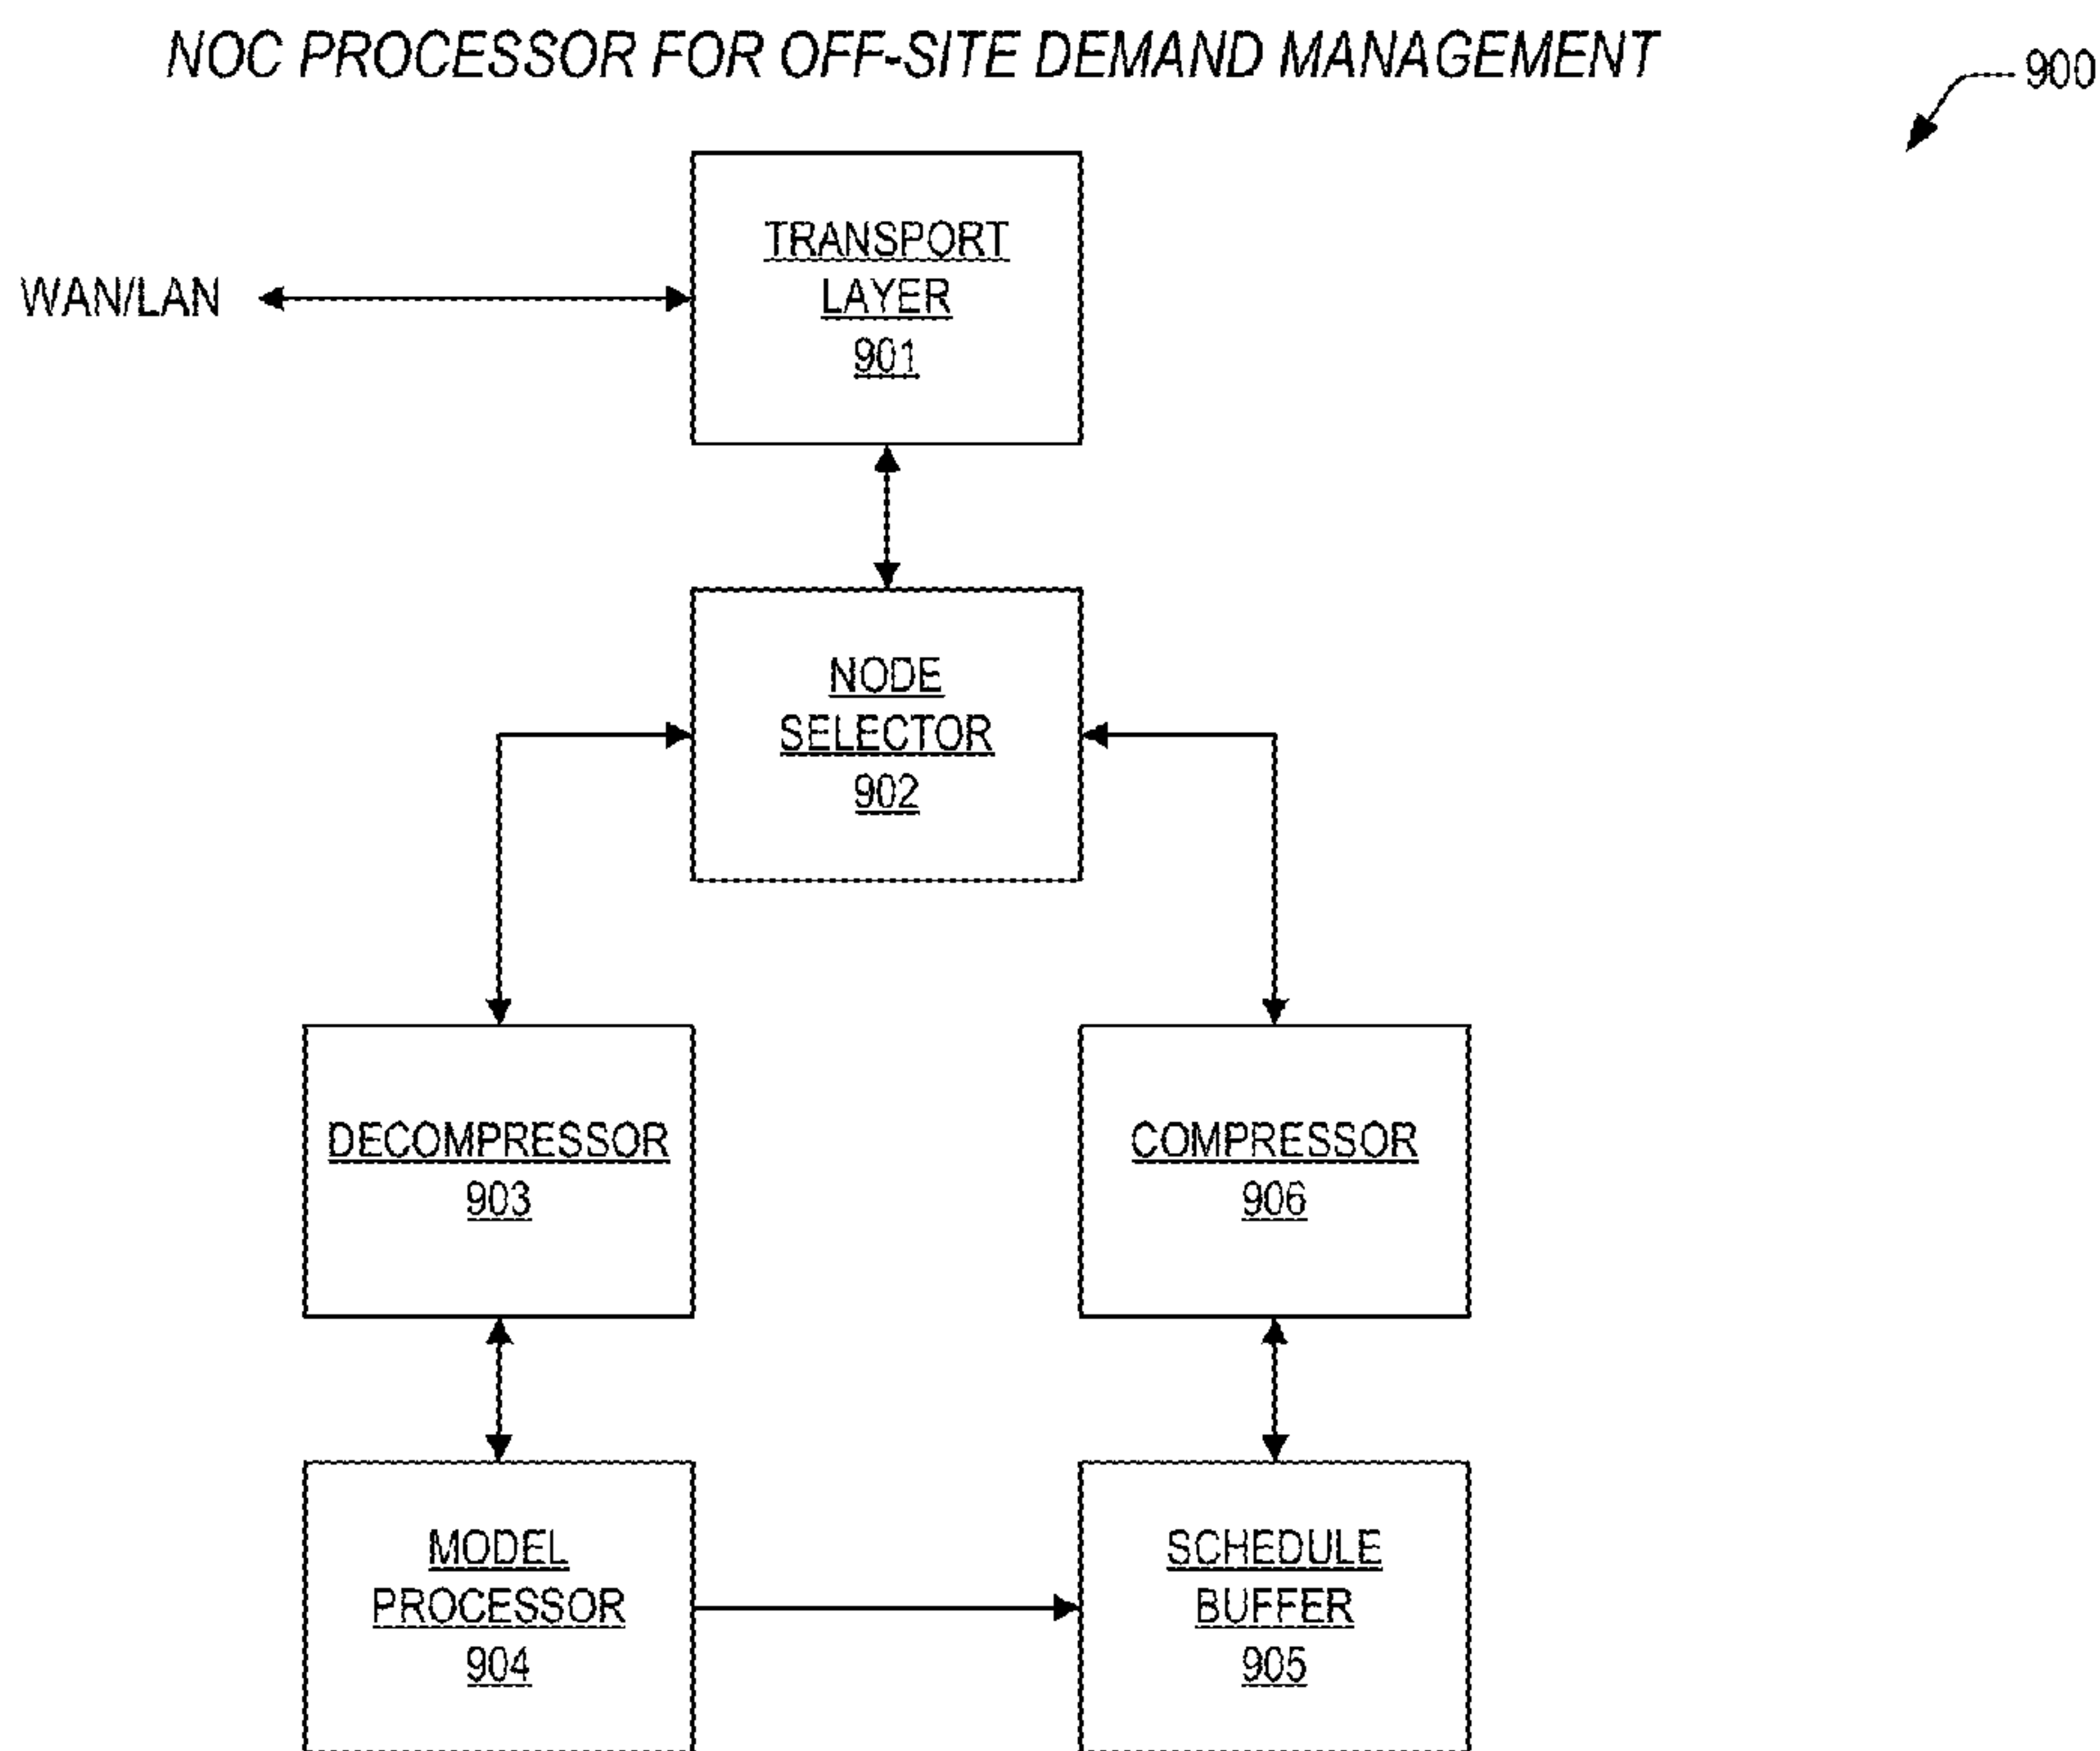 NOC PROCESSOR FOR OFF-SITE DEMAND MANAGEMENT
900
TRANSPORT
LAYER
901
WAN/LAN
NODE
SELECTOR
902
DECOMPRESSOR
903
COMPRESSOR
906
MODEL
PROCESSOR
904
SCHEDULE
BUFFER
905